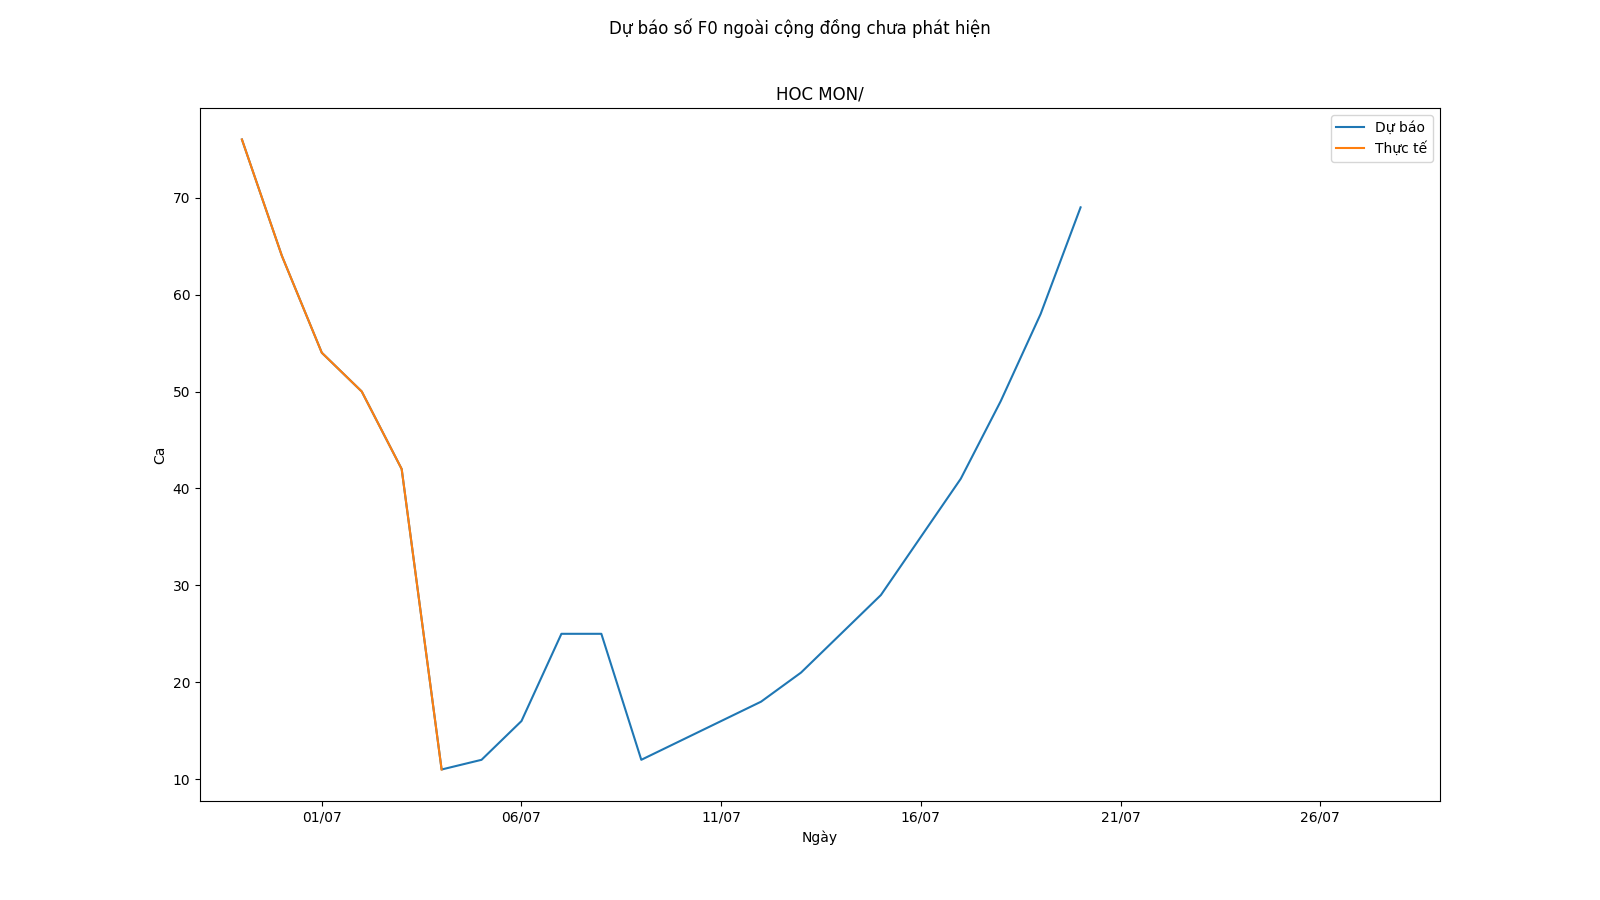 Dự báo số F0 ngoài cộng đồng chưa phát hiện
HOC MON/
Dự báo
Thực tế
70
60
50
40
30
20
10
Ca
01/07
06/07
11/07
16/07
21/07
26/07
Ngày